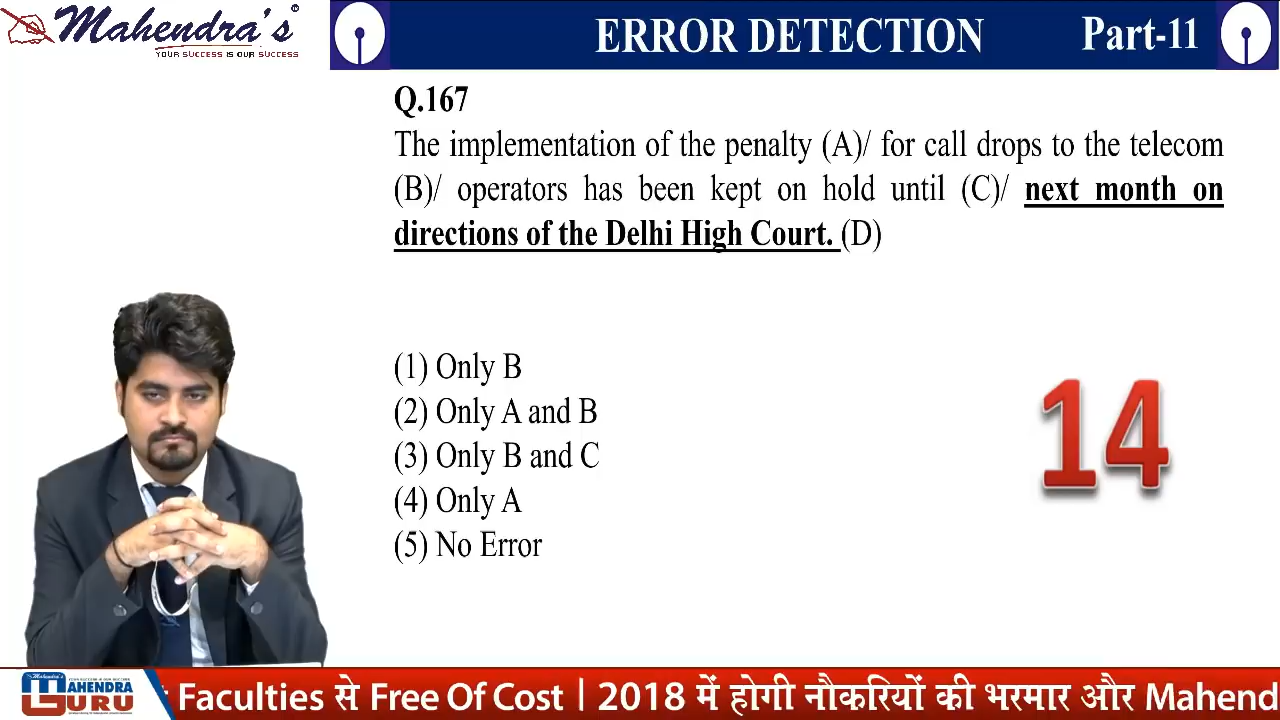 Mahendra's
YOUR SUCCESS IS OUR SUCCESS
ERROR DETECTION
Part-11
Q.167
The implementation of the penalty (A)/ for call drops to the telecom
(B)/ operators has been kept on hold until (C)/ next month on
directions of the Delhi High Court. (D)
(1) Only B
(2) Only A and B
(3) Only B and C
(4) Only A
(5) No Error
14
MAHENDRA
GURU
Faculties से Free Of Cost | 2018 में होगी नौकरियों की भरमार और Mahend